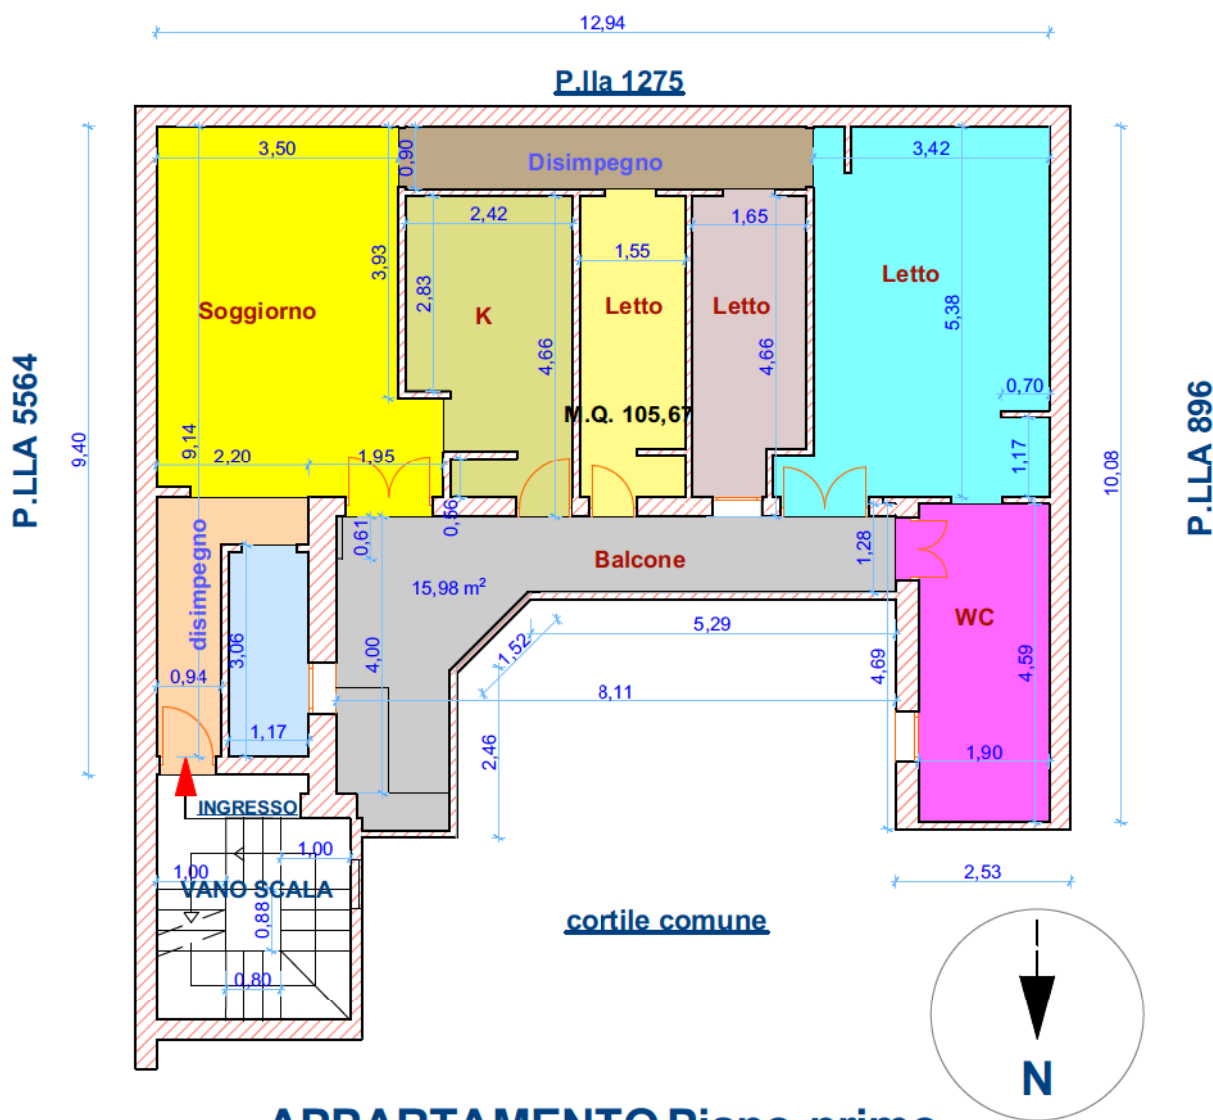 12,94
P.lla 1275
3,50
0,90
Disimpegno
3,42
2,42
1,65
1,55
3,93
2,83
Soggiorno
K
Letto
Letto
Letto
5,38
4,66
4,66
P.LLA 5564
P.LLA 896
0,70
M.Q. 105,67
9,40
9,14
2,20
1,95
1,17
10,08
0,56
0,61
disimpegno
Balcone
1,28
15,98 m²
WC
5,29
1,52
3,06
4,00
4,69
4,59
0,94
8,11
1,17
2,46
1,90
INGRESSO
1,00
1,00
VANO SCALA
2,53
0,88
cortile comune
0,80
N
APPARTAMENTO Piano primo